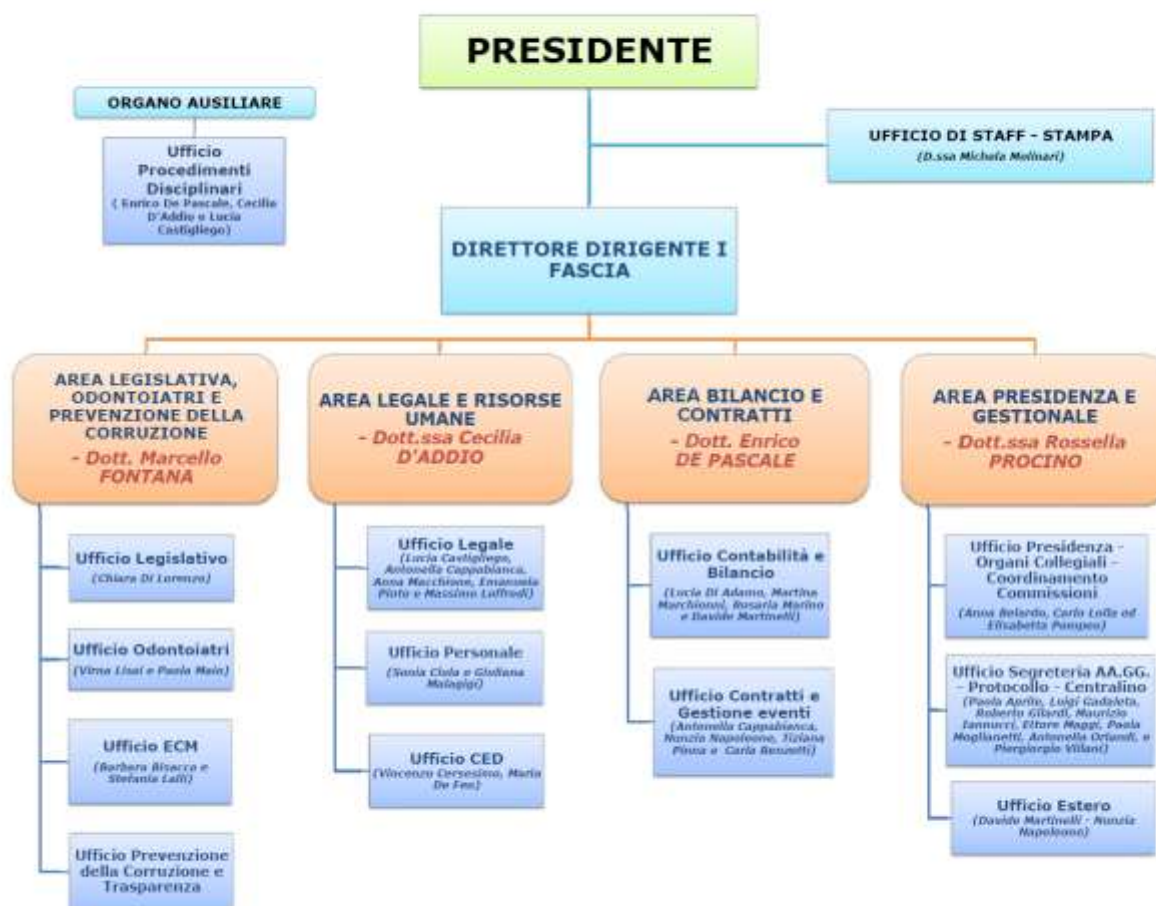 PRESIDENTE
ORGANO AUSILIARE
Ufficio
Procedimenti
Disciplinari
( Enrico De Pascale, Cecilia
D'Addio e Lucia
Castigliego)
UFFICIO DI STAFF - STAMPA
(D.ssa Michela Molinari)
DIRETTORE DIRIGENTE I
FASCIA
AREA LEGISLATIVA,
ODONTOIATRI E
PREVENZIONE DELLA
CORRUZIONE
- Dott. Marcello
FONTANA
Ufficio Legislativo
(Chiara Di Lorenzo)
Ufficio Odontoiatri
(Virna Lisai e Paola Main)
Ufficio ECM
(Barbara Bisacco e
Stefania Lalli)
Ufficio Prevenzione
della Corruzione e
Trasparenza
AREA LEGALE E RISORSE
UMANE
- Dott.ssa Cecilia
D'ADDIO
Ufficio Legale
(Lucia Castigliego,
Antonella Cappabianca,
Anna Macchione, Emanuela
Pinto e Massimo Loffredi)
Ufficio Personale
(Sonia Ciula e Giuliana
Malagigi)
Ufficio CED
(Vincenzo Cersosimo, Maria
De Feo)
AREA BILANCIO E
CONTRATTI
- Dott. Enrico
DE PASCALE
Ufficio Contabilità e
Bilancio
(Lucia Di Adamo, Martina
Marchionni, Rosaria Marino
e Davide Martinelli)
Ufficio Contratti e
Gestione eventi
(Antonella Cappabianca,
Nunzia Napoleone, Tiziana
Pinna e Carla Benzetti)
AREA PRESIDENZA E
GESTIONALE
- Dott.ssa Rossella
PROCINO
Ufficio Presidenza -
Organi Collegiali -
Coordinamento
Commissioni
(Anna Belardo, Carlo Lolla ed
Elisabetta Pompeo)
Ufficio Segreteria AA.GG.
- Protocollo - Centralino
(Paola Aprile, Luigi Gadaleta,
Roberto Gilardi, Maurizio
Iannucci, Ettore Maggi, Paola
Moglianetti, Antonella Orlandi, e
Piergiorgio Villani)
Ufficio Estero
(Davide Martinelli - Nunzia
Napoleone)